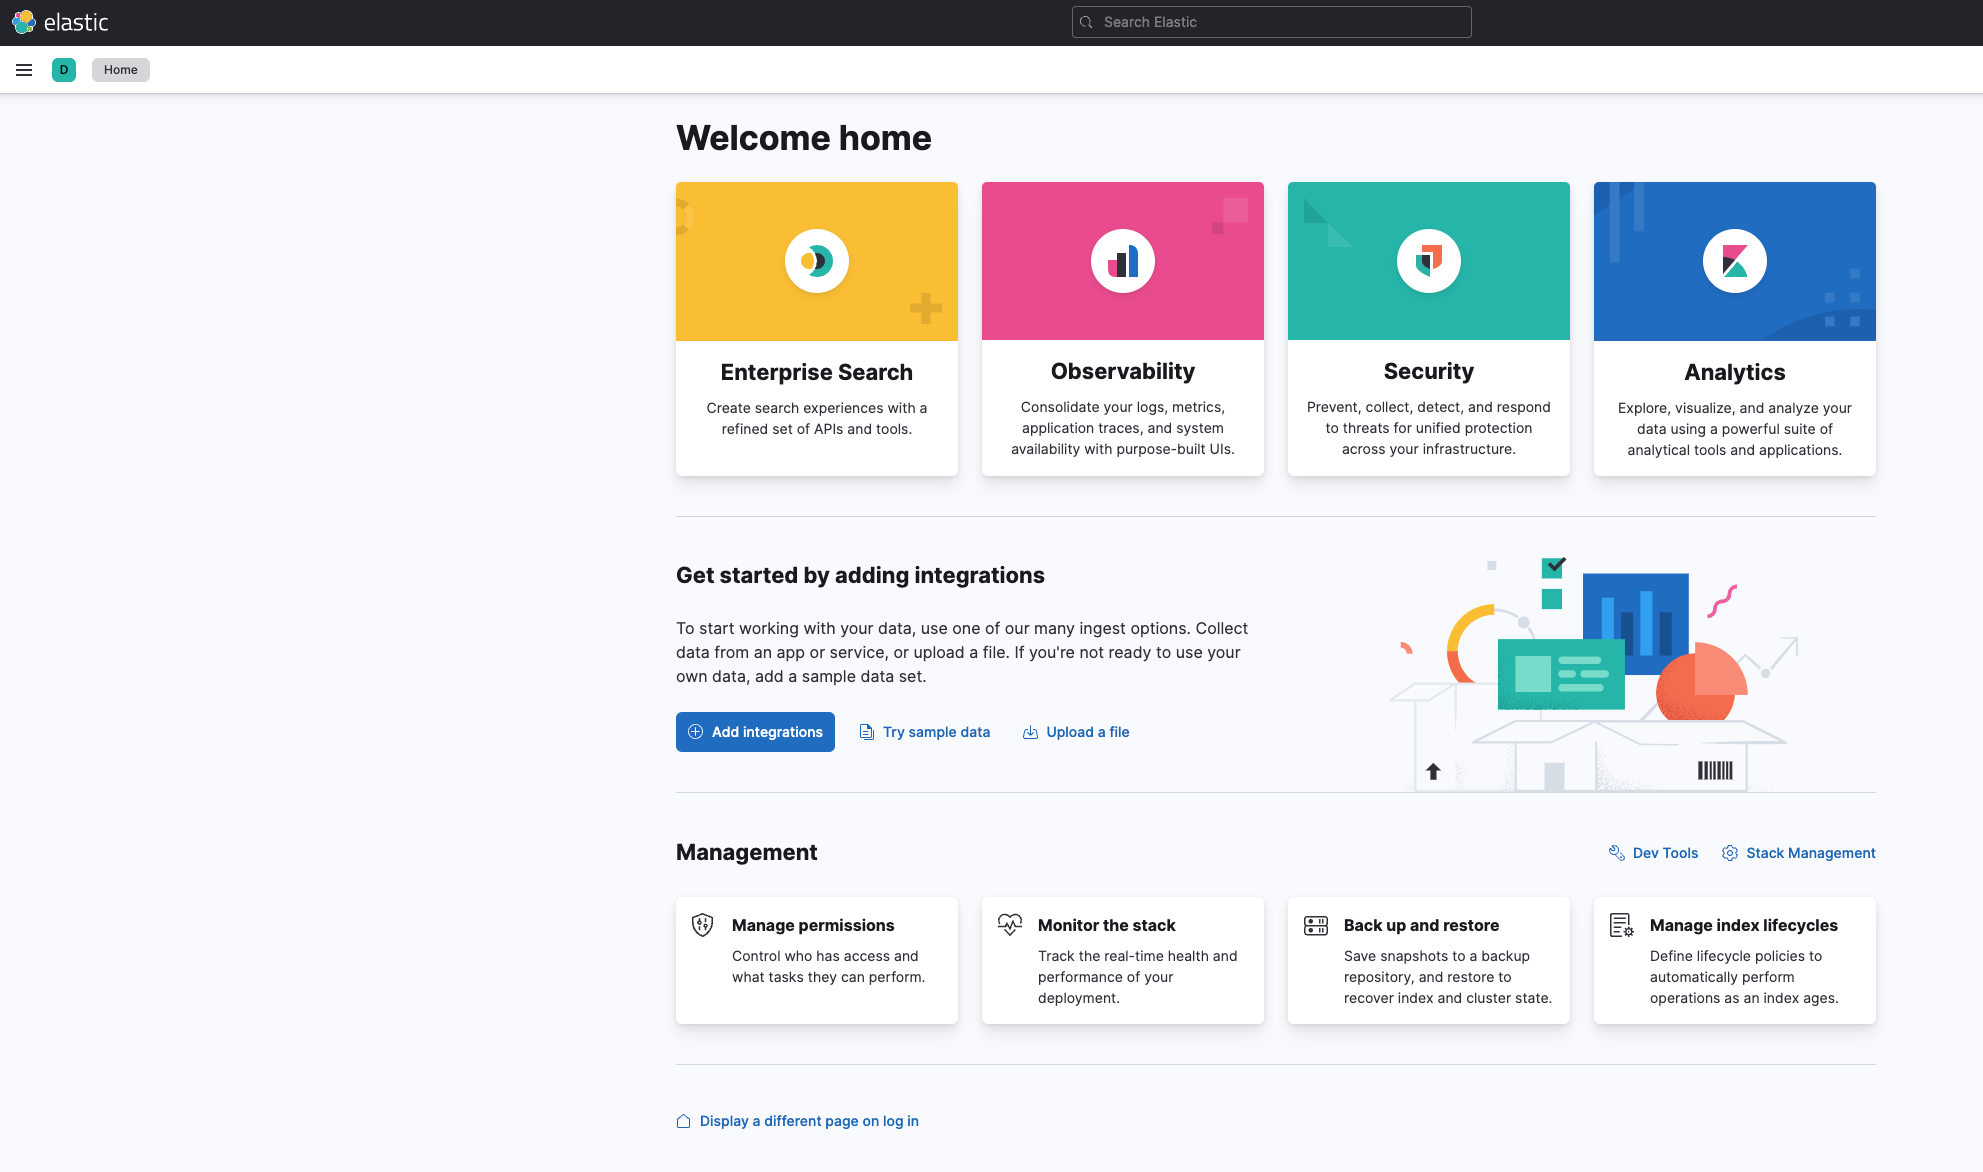 elastic
Search Elastic
D
Home
Welcome home
Enterprise Search
Create search experiences with a
refined set of APIs and tools.
Observability
Consolidate your logs, metrics,
application traces, and system
availability with purpose-built UIs.
Security
Prevent, collect, detect, and respond
to threats for unified protection
across your infrastructure.
Analytics
Explore, visualize, and analyze your
data using a powerful suite of
analytical tools and applications.
Get started by adding integrations
To start working with your data, use one of our many ingest options. Collect
data from an app or service, or upload a file. If you're not ready to use your
own data, add a sample data set.
Add integrations
Try sample data
Upload a file
Management
Dev Tools
Stack Management
Manage permissions
Control who has access and
what tasks they can perform.
Monitor the stack
Track the real-time health and
performance of your
deployment.
Back up and restore
Save snapshots to a backup
repository, and restore to
recover index and cluster state.
Manage index lifecycles
Define lifecycle policies to
automatically perform
operations as an index ages.
Display a different page on log in